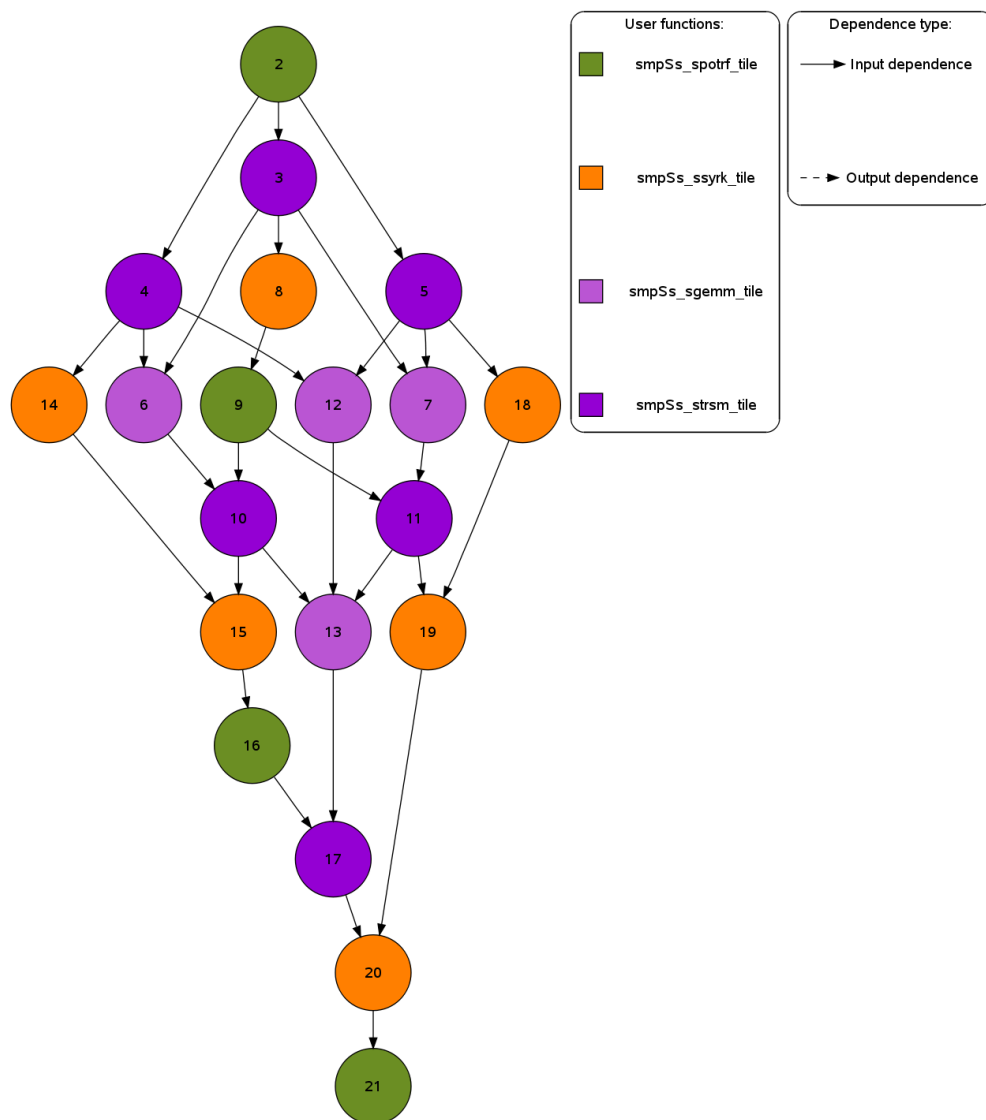 2
3
4
8
5
14
6
9
12
7
18
10
11
15
13
19
16
17
20
21
User functions:
smpSs_spotrf_tile
smpSs_ssyrk_tile
smpSs_sgemm_tile
smpSs_strsm_tile
Dependence type:
Input dependence
Output dependence